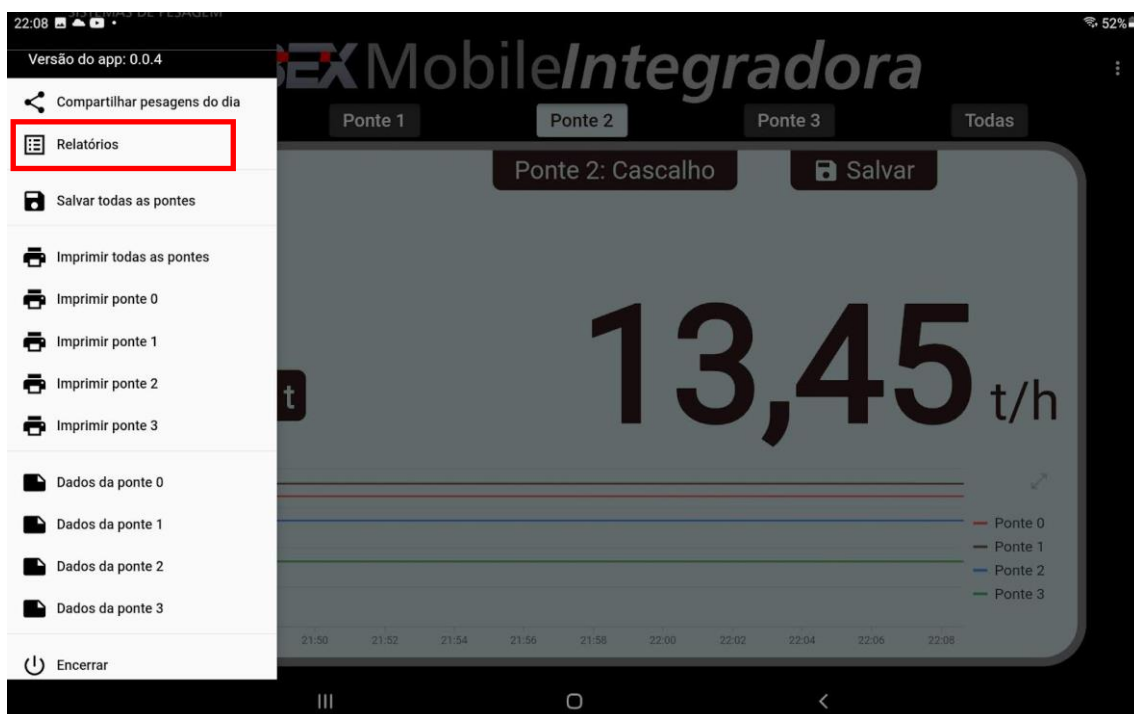 22:08
SISTEMAS DE PESAGEM
52%
Versão do app: 0.0.4
Compartilhar pesagens do dia
Relatórios
Salvar todas as pontes
Imprimir todas as pontes
Imprimir ponte 0
Imprimir ponte 1
Imprimir ponte 2
Imprimir ponte 3
Dados da ponte 0
Dados da ponte 1
Dados da ponte 2
Dados da ponte 3
Encerrar
MobileIntegradora
Ponte 1 Ponte 2 Ponte 3 Todas
Ponte 2: Cascalho Salvar
t
13,45 t/h
Ponte 0
Ponte 1
Ponte 2
Ponte 3
21:50 21:52 21:54 21:56 21:58 22:00 22:02 22:04 22:06 22:08